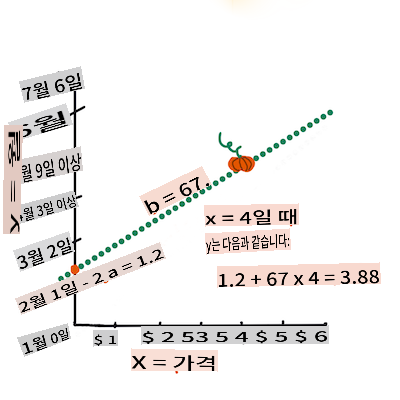 7월 6일
5월
X = 월
월 9일 이상
월 3일 이상
3월 2일
b = 67,
x = 4일 때
y는 다음과 같습니다:
2월 1일 - 2 a = 1.2
1.2 + 67 x 4 = 3.88
1월 0일
$ 1
$ 2 53 5 4 $ 5 $ 6
X = 가격